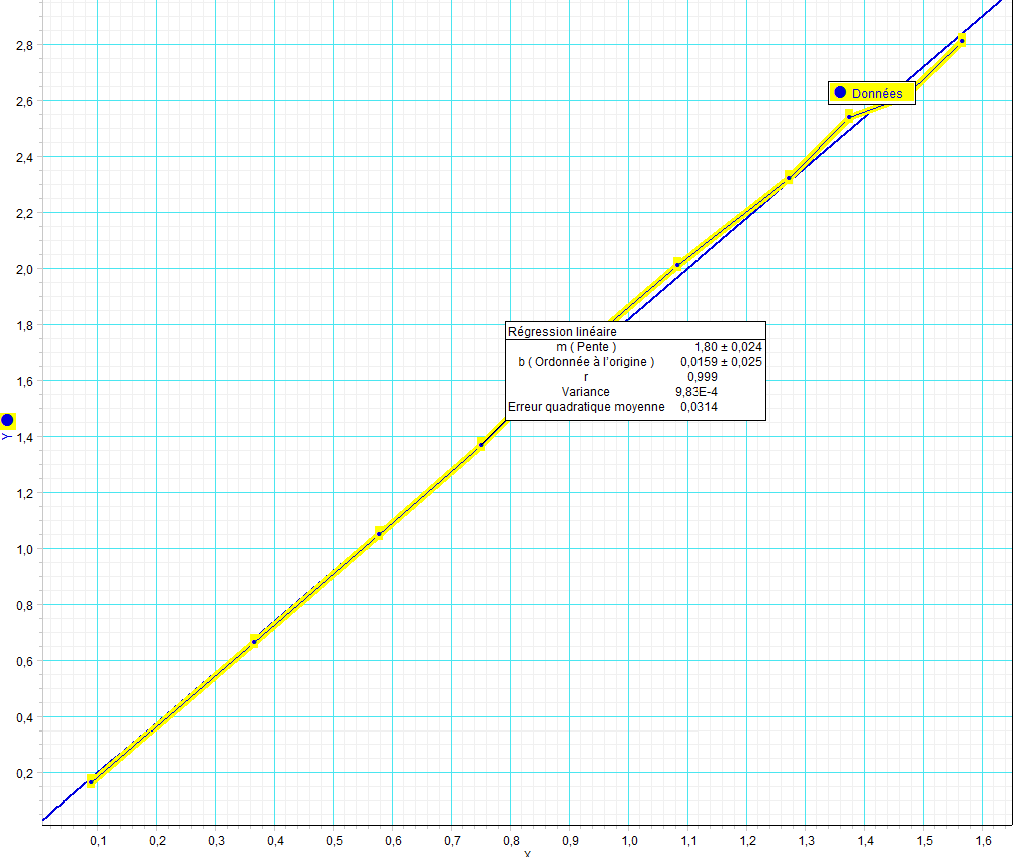 2,8
Données
2,6
2,4
2,2
2,0
1,8
Régression linéaire
m ( Pente ) 1,80 ± 0,024
b ( Ordonnée à l'origine ) 0,0159 ± 0,025
r 0,999
Variance 9,83E-4
Erreur quadratique moyenne 0,0314
1,6
Y
1,4
1,2
1,0
0,8
0,6
0,4
0,2
0,1 0,2 0,3 0,4 0,5 0,6 0,7 0,8 0,9 1,0 1,1 1,2 1,3 1,4 1,5 1,6
X